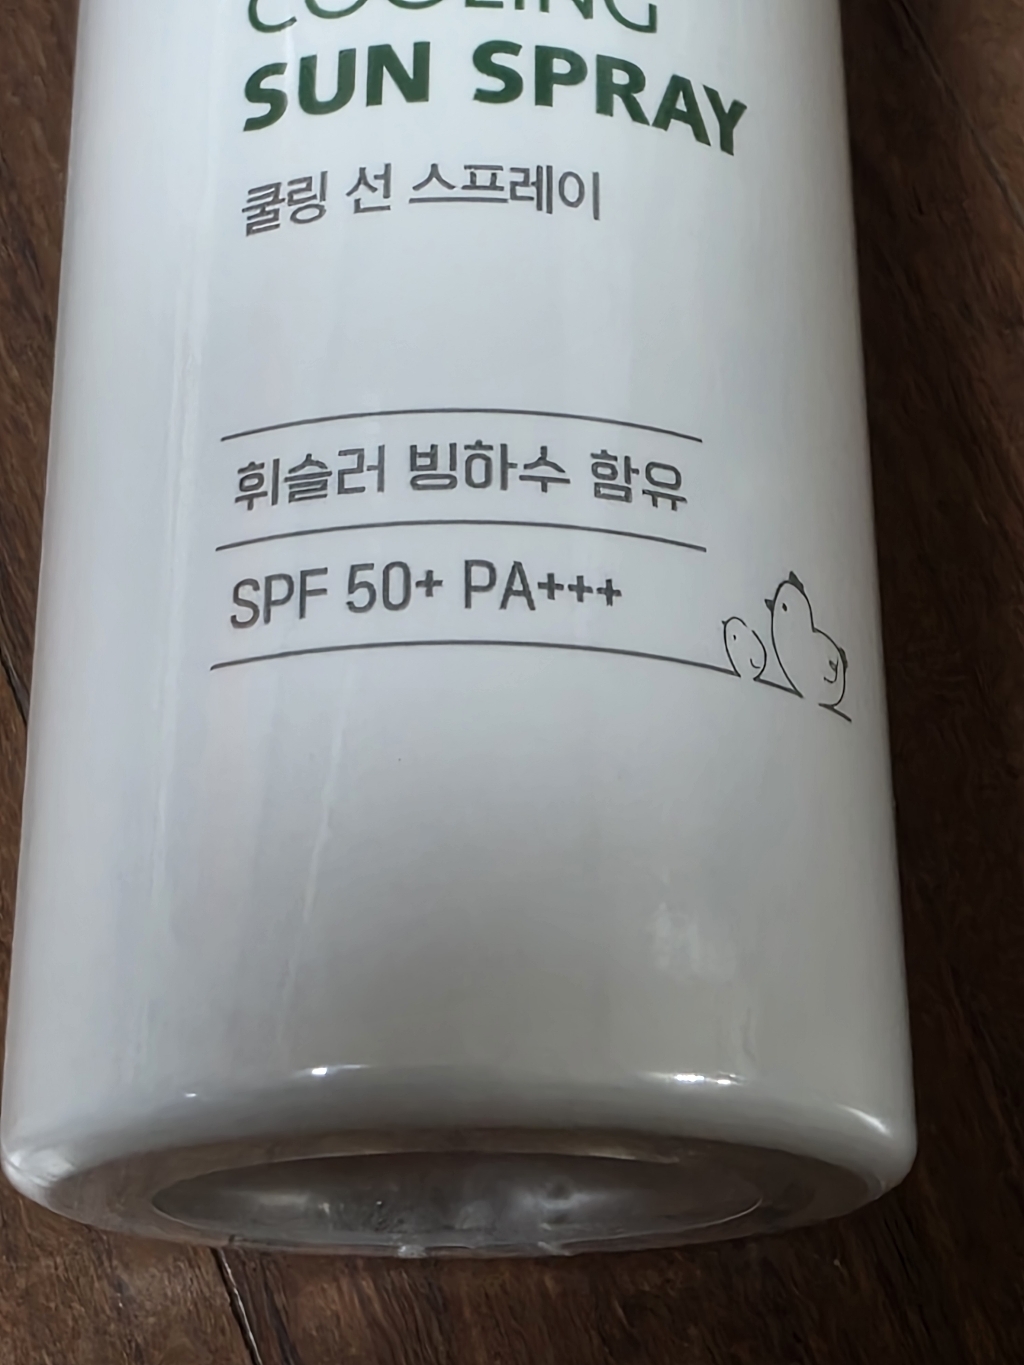 COOLING
SUN SPRAY
쿨링 선 스프레이
휘슬러 빙하수 함유
SPF 50+ PA+++